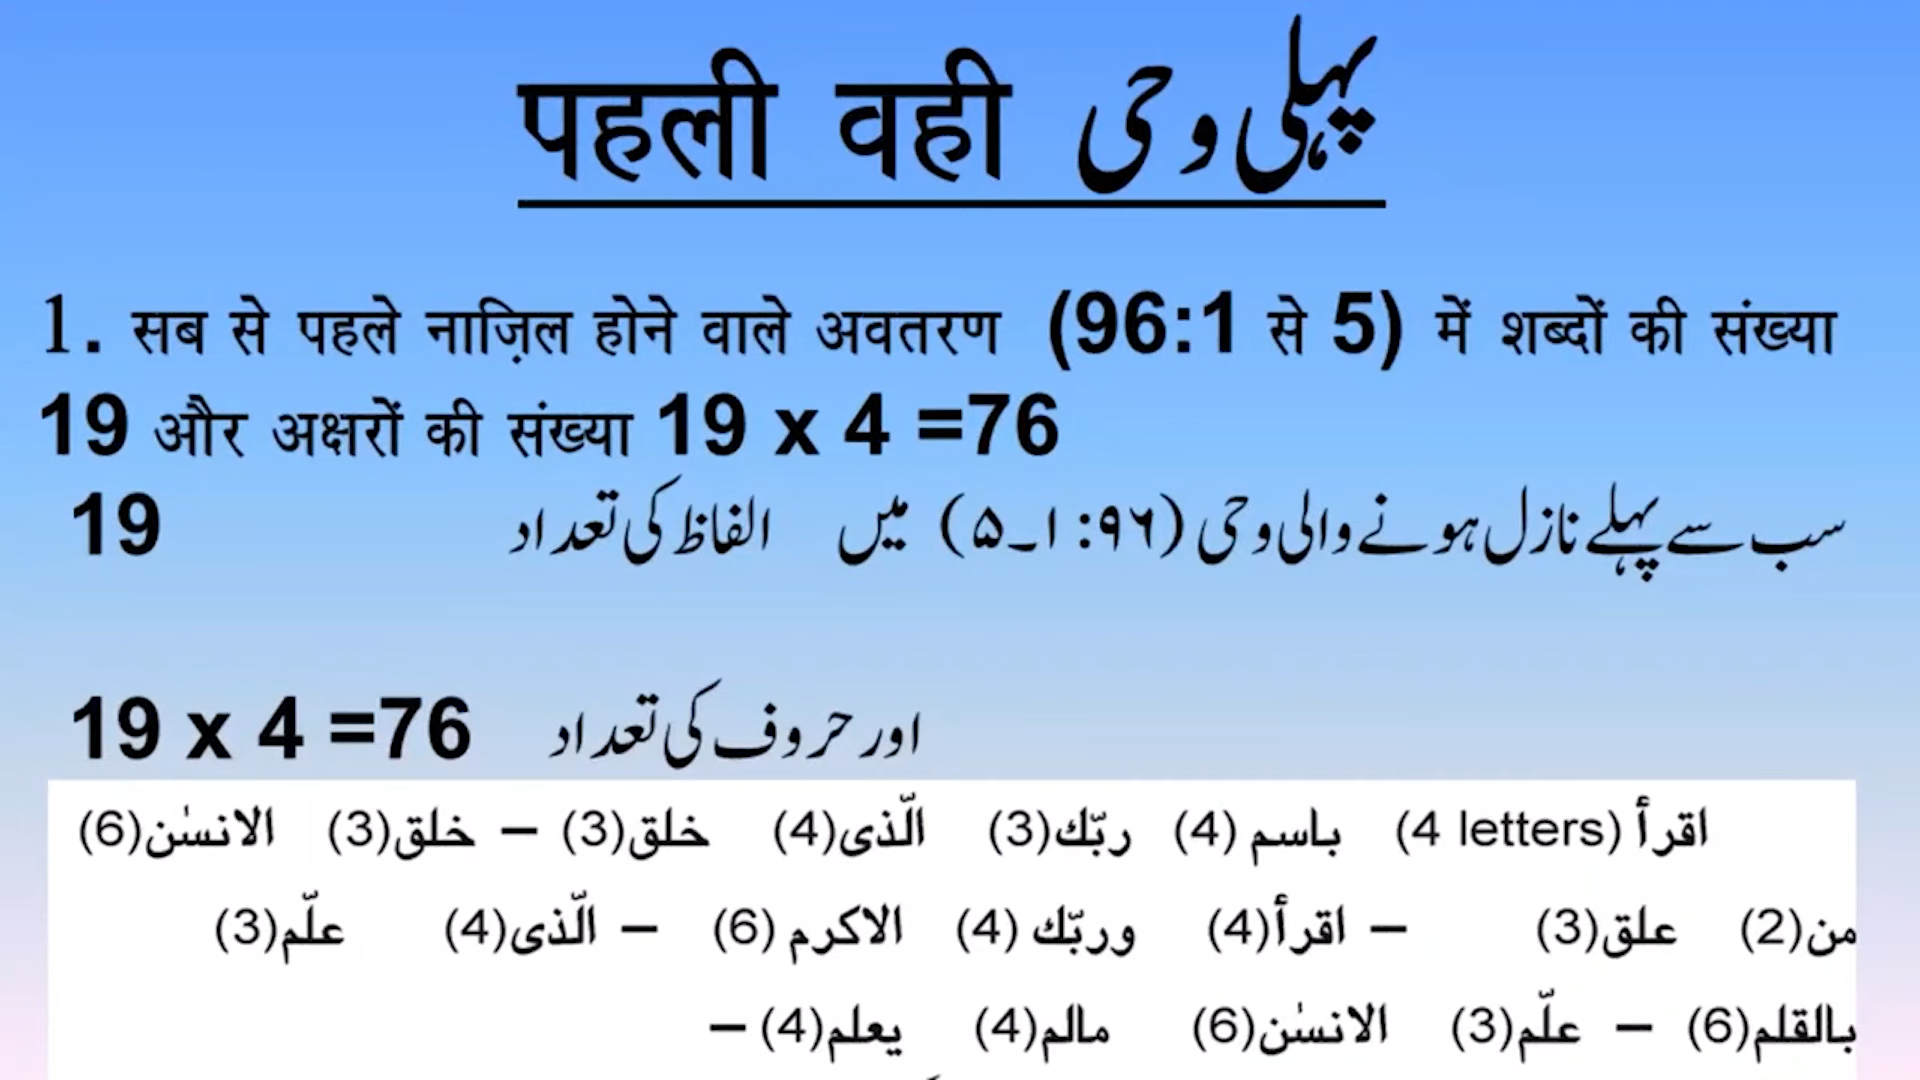 पहली वही پہلی وحی
1. सब से पहले नाज़िल होने वाले अवतरण (96:1 से 5) में शब्दों की संख्या
19 और अक्षरों की संख्या 19 x 4 =76
سب سے پہلے نازل ہونے والی وحی (۹۶: ۱۔۵) میں الفاظ کی تعداد 19
اور حروف کی تعداد 19 x 4 =76
اقرأ (4 letters) باسم (4) ربّك(3) الّذى(4) خلق(3) – خلق(3) الانسٰن(6)
من(2) علق(3) – اقرأ(4) وربّك (4) الاكرم (6) – الّذى(4) علّم(3)
بالقلم(6) – علّم(3) الانسٰن(6) مالم(4) يعلم(4) –